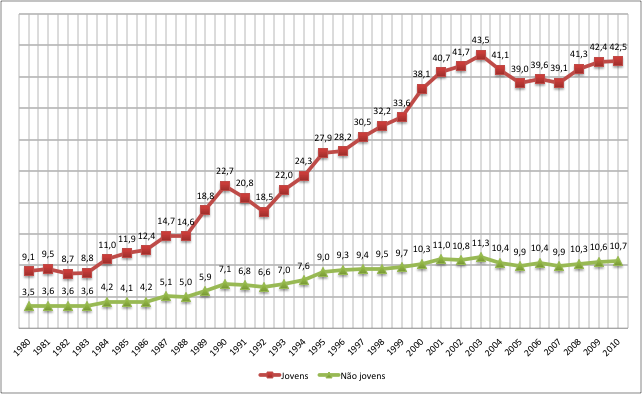 9,1 9,5 8,7 8,8 11,0 11,9 12,4 14,7 14,6 18,8 22,7 20,8 18,5 22,0 24,3 27,9 28,2 30,5 32,2 33,6 38,1 40,7 41,7 43,5 41,1 39,0 39,6 39,1 41,3 42,4 42,5
3,5 3,6 3,6 3,6 4,2 4,1 4,2 5,1 5,0 5,9 7,1 6,8 6,6 7,0 7,6 9,0 9,3 9,4 9,5 9,7 10,3 11,0 10,8 11,3 10,4 9,9 10,4 9,9 10,3 10,6 10,7
1980 1981 1982 1983 1984 1985 1986 1987 1988 1989 1990 1991 1992 1993 1994 1995 1996 1997 1998 1999 2000 2001 2002 2003 2004 2005 2006 2007 2008 2009 2010
Jovens Não jovens